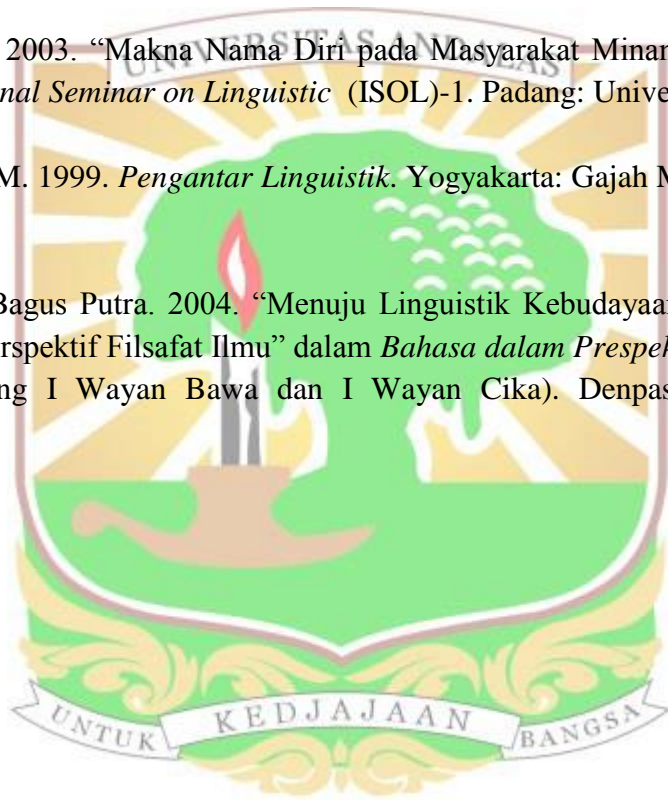 2003. “Makna Nama Diri pada Masyarakat Minan
UNIVERSITAS ANDALAS
nal Seminar on Linguistic (ISOL)-1. Padang: Unive
M. 1999. Pengantar Linguistik. Yogyakarta: Gajah M
Bagus Putra. 2004. “Menuju Linguistik Kebudayaan
rspektif Filsafat Ilmu” dalam Bahasa dalam Prespek
ng I Wayan Bawa dan I Wayan Cika). Denpas
UNTUK KEDJAJAAN BANGSA